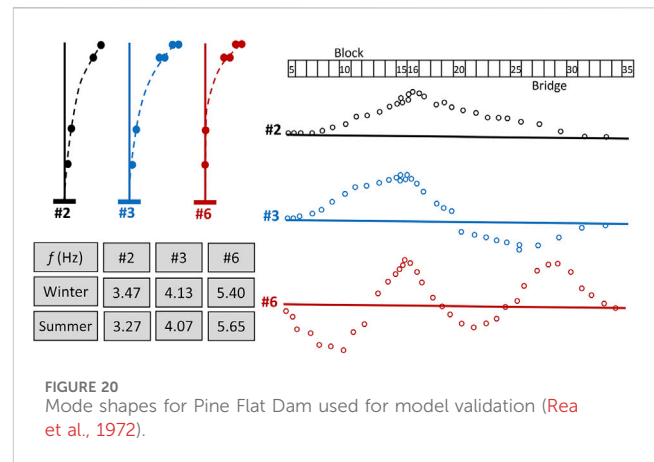 Block
5 10 15 16 20 25 30 35
Bridge
#2
#3
#6
#2 #3 #6
f (Hz) #2 #3 #6
Winter 3.47 4.13 5.40
Summer 3.27 4.07 5.65
FIGURE 20
Mode shapes for Pine Flat Dam used for model validation (Rea
et al., 1972).